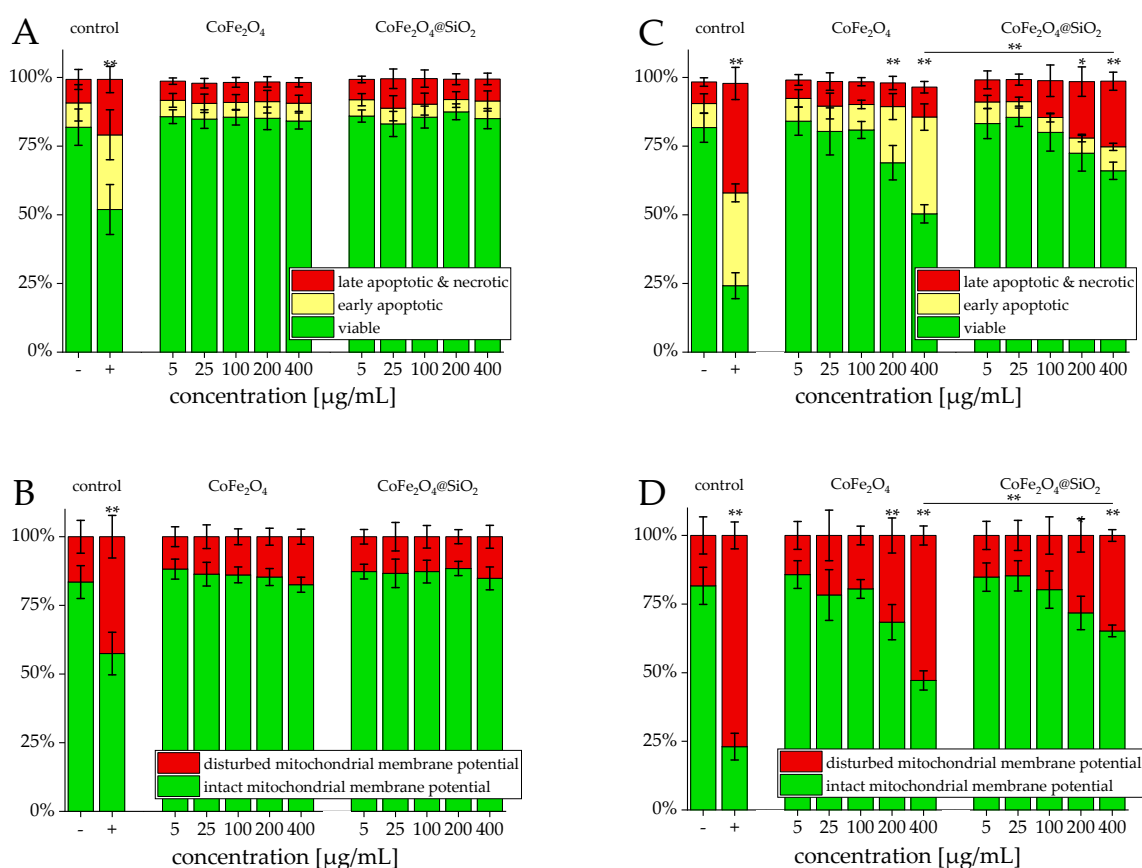 A
control
CoFe₂O₄
CoFe₂O₄@SiO₂
**
100%
75%
50%
25%
0%
late apoptotic & necrotic
early apoptotic
viable
- + 5 25 100 200 400 5 25 100 200 400
concentration [µg/mL]
C
control
CoFe₂O₄
CoFe₂O₄@SiO₂
**
** ** ** * **
100%
75%
50%
25%
0%
late apoptotic & necrotic
early apoptotic
viable
- + 5 25 100 200 400 5 25 100 200 400
concentration [µg/mL]
B
control
CoFe₂O₄
CoFe₂O₄@SiO₂
**
100%
75%
50%
25%
0%
disturbed mitochondrial membrane potential
intact mitochondrial membrane potential
- + 5 25 100 200 400 5 25 100 200 400
concentration [µg/mL]
D
control
CoFe₂O₄
CoFe₂O₄@SiO₂
**
** ** ** * **
100%
75%
50%
25%
0%
disturbed mitochondrial membrane potential
intact mitochondrial membrane potential
- + 5 25 100 200 400 5 25 100 200 400
concentration [µg/mL]